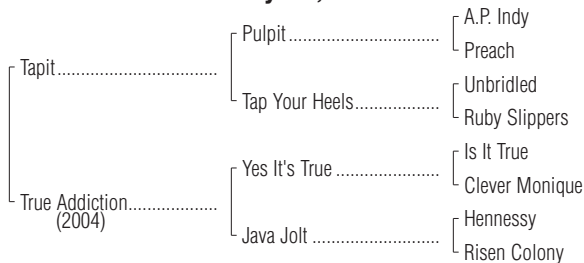 A.P. Indy
Pulpit
Preach
Tapit
Unbridled
Tap Your Heels
Ruby Slippers
Is It True
Yes It's True
Clever Monique
True Addiction
(2004)
Hennessy
Java Jolt
Risen Colony